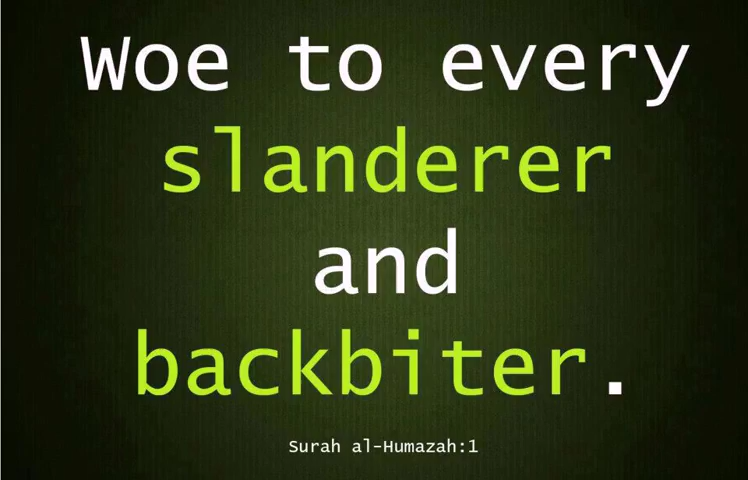 Woe to every
slanderer
and
backbiter.
Surah al-Humazah:1